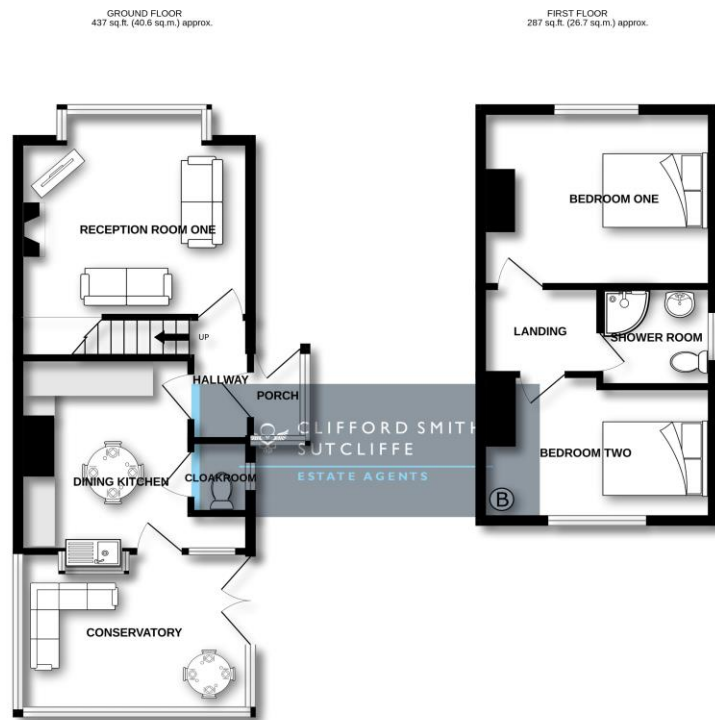 GROUND FLOOR
437 sq.ft. (40.6 sq.m.) approx.
FIRST FLOOR
287 sq.ft. (26.7 sq.m.) approx.
RECEPTION ROOM ONE
UP
HALLWAY
PORCH
DINING KITCHEN
CLOAKROOM
CONSERVATORY
BEDROOM ONE
LANDING
SHOWER ROOM
BEDROOM TWO
CLIFFORD SMITH
SUTCLIFFE
ESTATE AGENTS
B